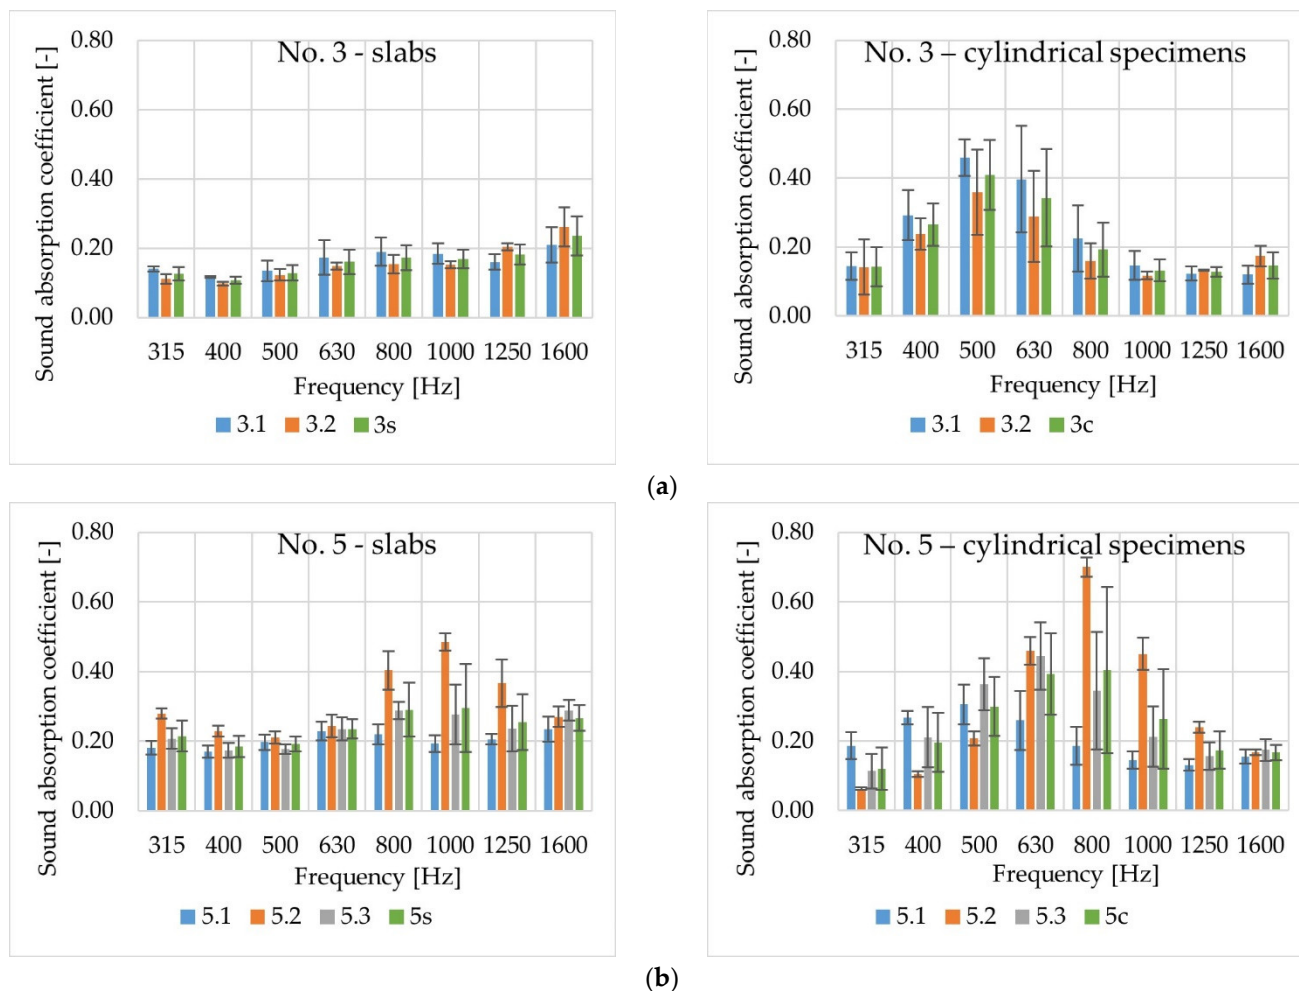 No. 3 - slabs
Sound absorption coefficient [-]
0.80
0.60
0.40
0.20
0.00
315 400 500 630 800 1000 1250 1600
Frequency [Hz]
3.1 3.2 3s
No. 3 – cylindrical specimens
Sound absorption coefficient [-]
0.80
0.60
0.40
0.20
0.00
315 400 500 630 800 1000 1250 1600
Frequency [Hz]
3.1 3.2 3c
(a)
No. 5 - slabs
Sound absorption coefficient [-]
0.80
0.60
0.40
0.20
0.00
315 400 500 630 800 1000 1250 1600
Frequency [Hz]
5.1 5.2 5.3 5s
No. 5 – cylindrical specimens
Sound absorption coefficient [-]
0.80
0.60
0.40
0.20
0.00
315 400 500 630 800 1000 1250 1600
Frequency [Hz]
5.1 5.2 5.3 5c
(b)